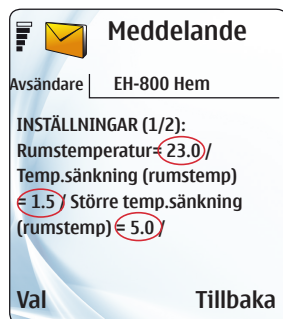 Meddelande
Avsändare EH-800 Hem
INSTÄLLNINGAR (1/2):
Rumstemperatur= 23.0 /
Temp.sänkning (rumstemp)
= 1.5 / Större temp.sänkning
(rumstemp) = 5.0 /
Val Tillbaka